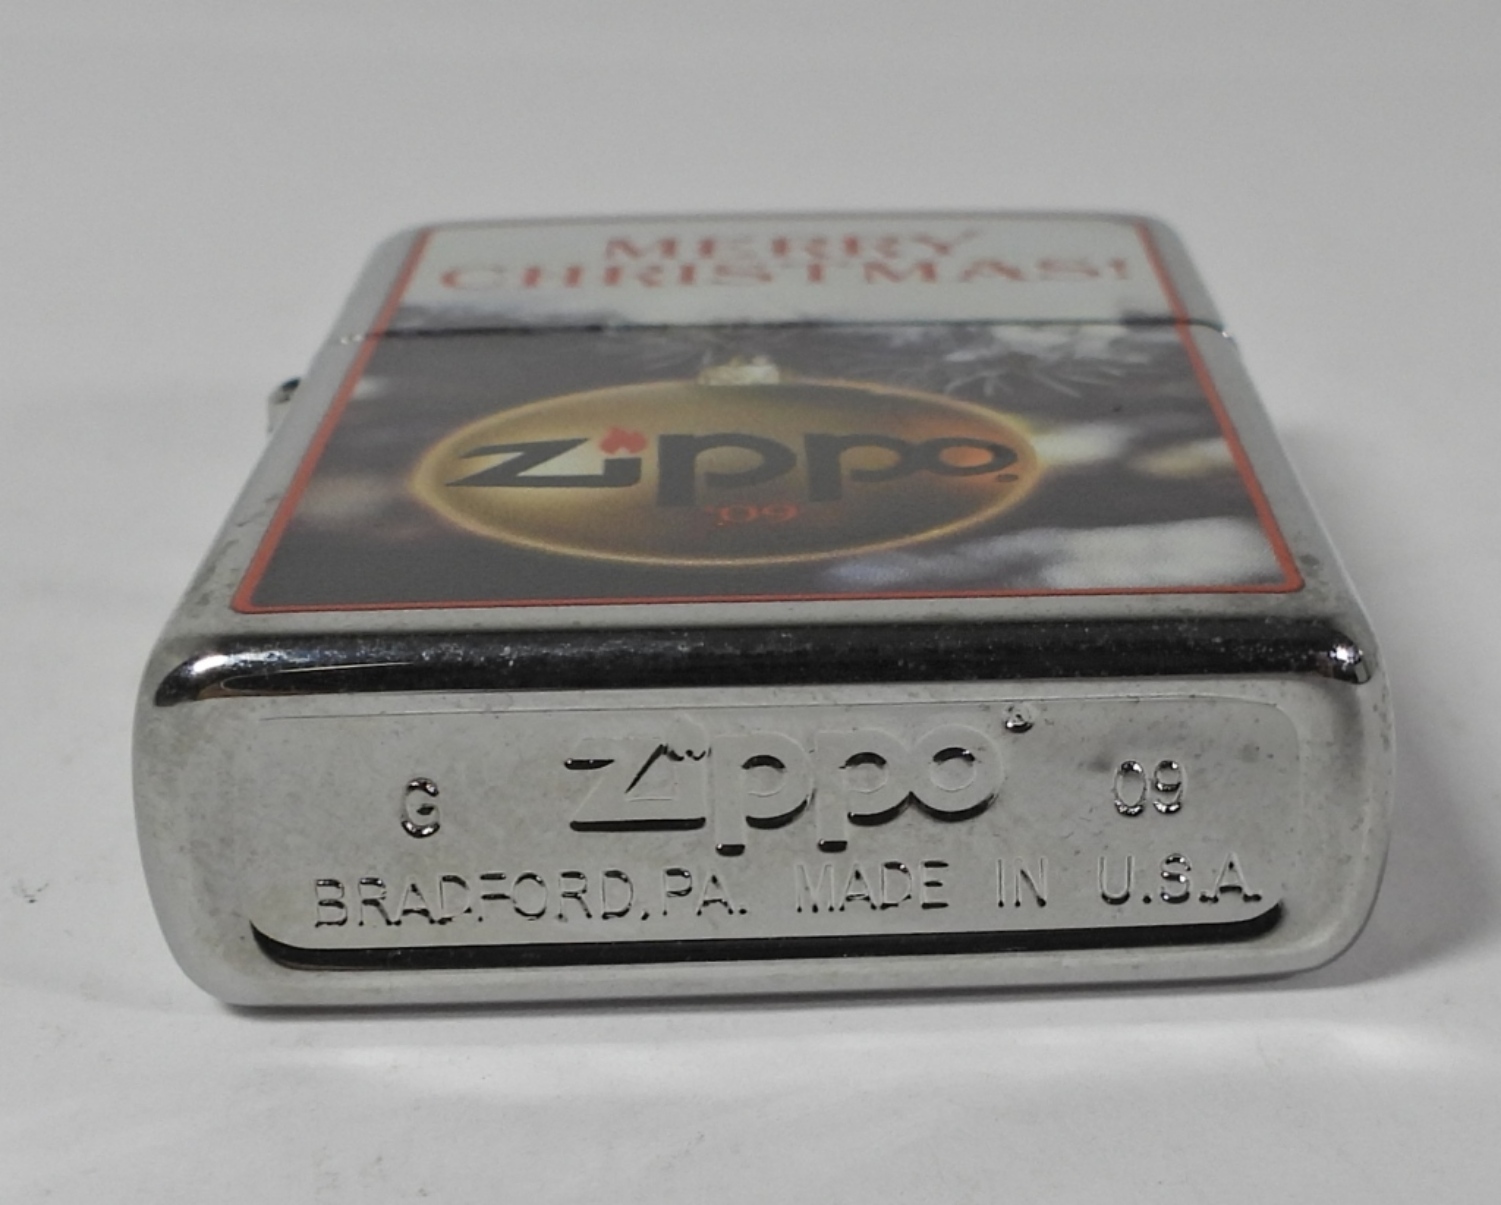 MERRY
CHRISTMAS!
zippo®
'09
G zippo® 09
BRADFORD, PA. MADE IN U.S.A.